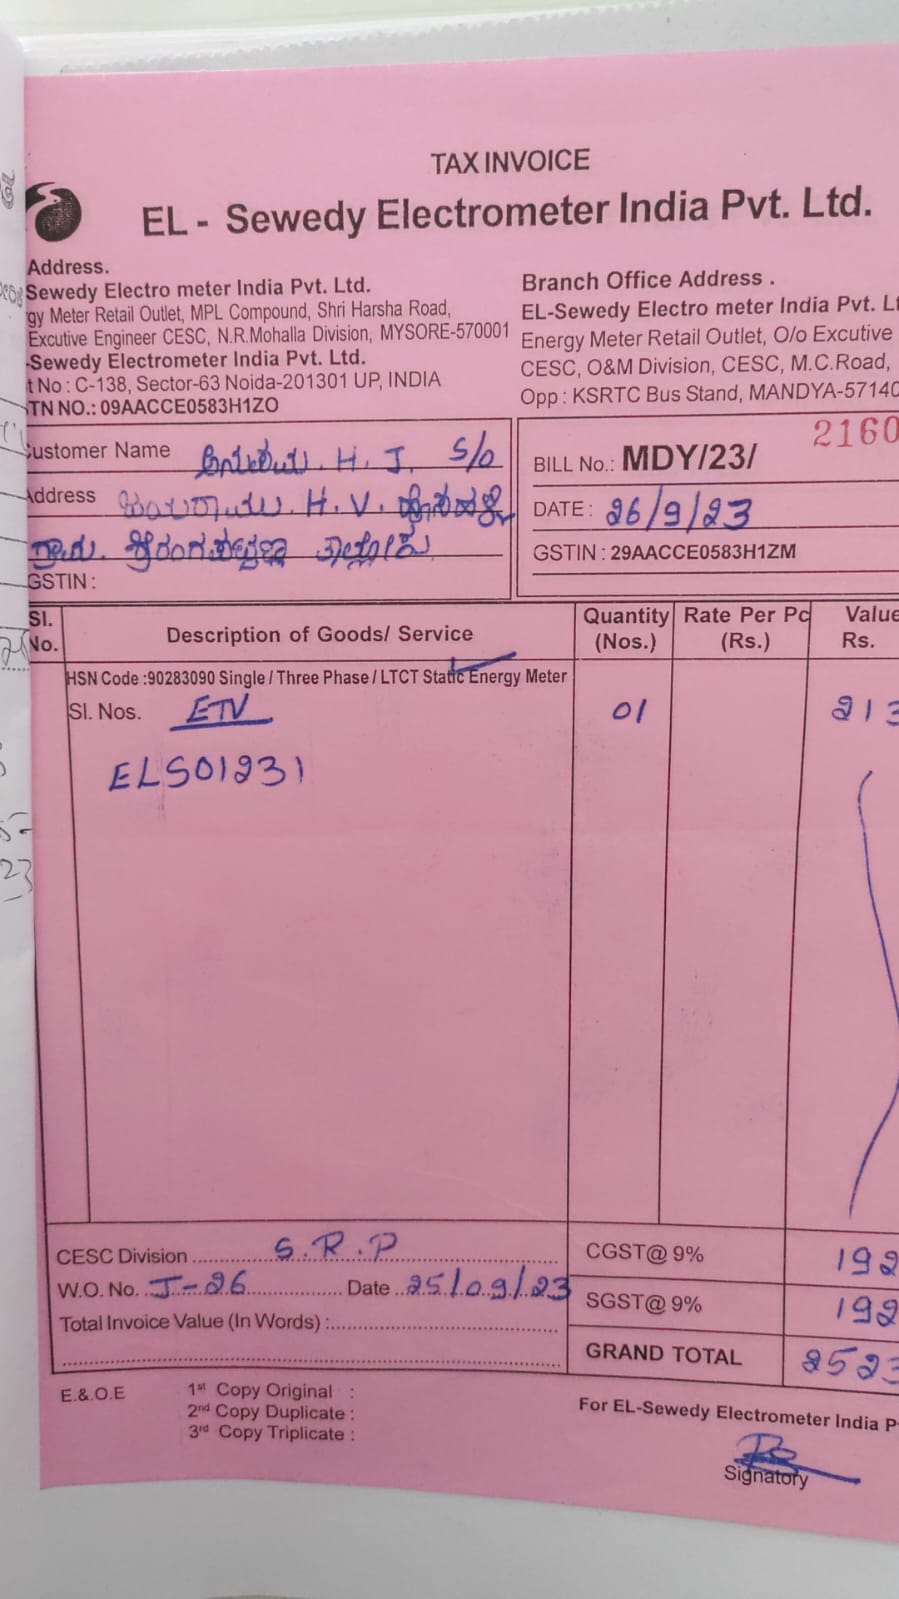 TAX INVOICE
EL - Sewedy Electrometer India Pvt. Ltd.
Address.
Sewedy Electro meter India Pvt. Ltd.
gy Meter Retail Outlet, MPL Compound, Shri Harsha Road,
Excutive Engineer CESC, N.R.Mohalla Division, MYSORE-570001
-Sewedy Electrometer India Pvt. Ltd.
t No : C-138, Sector-63 Noida-201301 UP, INDIA
TN NO.: 09AACCE0583H1ZO
Branch Office Address .
EL-Sewedy Electro meter India Pvt. Lt
Energy Meter Retail Outlet, O/o Excutive
CESC, O&M Division, CESC, M.C.Road,
Opp : KSRTC Bus Stand, MANDYA-57140
ustomer Name H. J. S/o
Address H. V.
GSTIN :
2160
BILL No.: MDY/23/
DATE : 26/9/23
GSTIN : 29AACCE0583H1ZM
Sl. No. Description of Goods/ Service Quantity (Nos.) Rate Per Pc (Rs.) Value Rs.
HSN Code :90283090 Single / Three Phase / LTCT Static Energy Meter
Sl. Nos. ETV 01 213
ELS01231
CESC Division S.R.P CGST@ 9% 192
W.O. No. J-26 Date 25/09/23 SGST@ 9% 192
Total Invoice Value (In Words) :
GRAND TOTAL 2523
E.&.O.E
1st Copy Original :
2nd Copy Duplicate :
3rd Copy Triplicate :
For EL-Sewedy Electrometer India P
Signatory